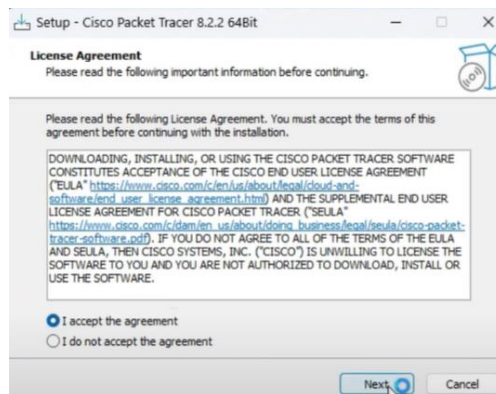 Setup - Cisco Packet Tracer 8.2.2 64Bit
License Agreement
Please read the following important information before continuing.
Please read the following License Agreement. You must accept the terms of this
agreement before continuing with the installation.
DOWNLOADING, INSTALLING, OR USING THE CISCO PACKET TRACER SOFTWARE
CONSTITUTES ACCEPTANCE OF THE CISCO END USER LICENSE AGREEMENT
("EULA" https://www.cisco.com/c/en/us/about/legal/cloud-and-
software/end_user_license_agreement.html) AND THE SUPPLEMENTAL END USER
LICENSE AGREEMENT FOR CISCO PACKET TRACER ("SEULA"
https://www.cisco.com/c/dam/en_us/about/doing_business/legal/seula/cisco-packet-
tracer-software.pdf). IF YOU DO NOT AGREE TO ALL OF THE TERMS OF THE EULA
AND SEULA, THEN CISCO SYSTEMS, INC. ("CISCO") IS UNWILLING TO LICENSE THE
SOFTWARE TO YOU AND YOU ARE NOT AUTHORIZED TO DOWNLOAD, INSTALL OR
USE THE SOFTWARE.
I accept the agreement
I do not accept the agreement
Next
Cancel